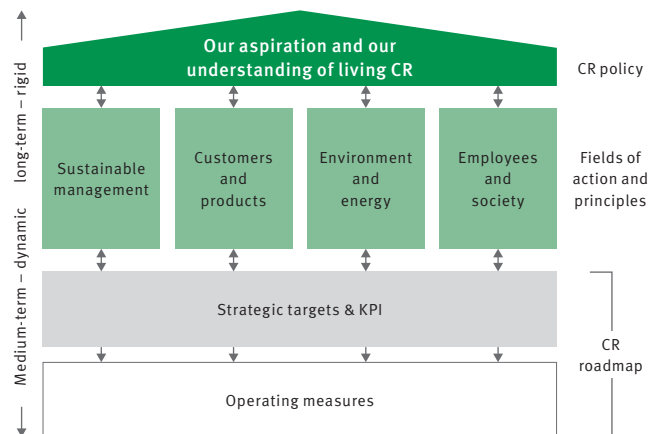 Our aspiration and our
understanding of living CR
CR policy
Sustainable
management
Customers
and
products
Environment
and
energy
Employees
and
society
Fields of
action and
principles
Strategic targets & KPI
CR
roadmap
Operating measures
Medium-term – dynamic long-term – rigid